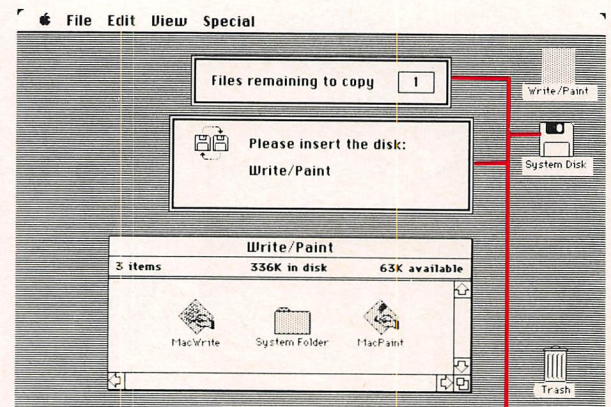 File Edit View Special
Files remaining to copy 1
Write/Paint
Please insert the disk:
Write/Paint
System Disk
Write/Paint
3 items 336K in disk 63K available
MacWrite System Folder MacPaint
Trash